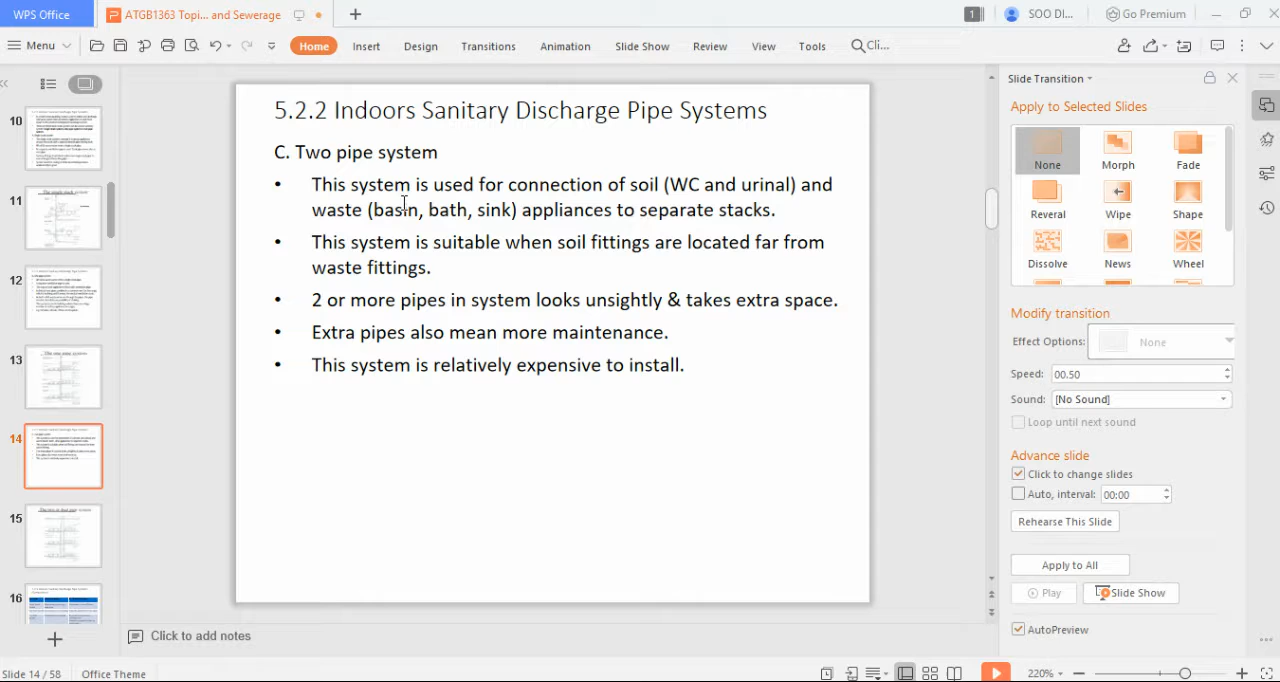 WPS Office
ATGB1363 Topi... and Sewerage
1
SOO DI...
Go Premium
Menu
Home
Insert
Design
Transitions
Animation
Slide Show
Review
View
Tools
Cli...
Slide Transition
Apply to Selected Slides
None
Morph
Fade
Reveral
Wipe
Shape
Dissolve
News
Wheel
Modify transition
Effect Options:
None
Speed:
00.50
Sound:
[No Sound]
Loop until next sound
Advance slide
Click to change slides
Auto, interval:
00:00
Rehearse This Slide
Apply to All
Play
Slide Show
AutoPreview
10
11
12
13
14
15
16
5.2.2 Indoors Sanitary Discharge Pipe Systems
C. Two pipe system
• This system is used for connection of soil (WC and urinal) and
waste (basin, bath, sink) appliances to separate stacks.
• This system is suitable when soil fittings are located far from
waste fittings.
• 2 or more pipes in system looks unsightly & takes extra space.
• Extra pipes also mean more maintenance.
• This system is relatively expensive to install.
Click to add notes
Slide 14 / 58
Office Theme
220%